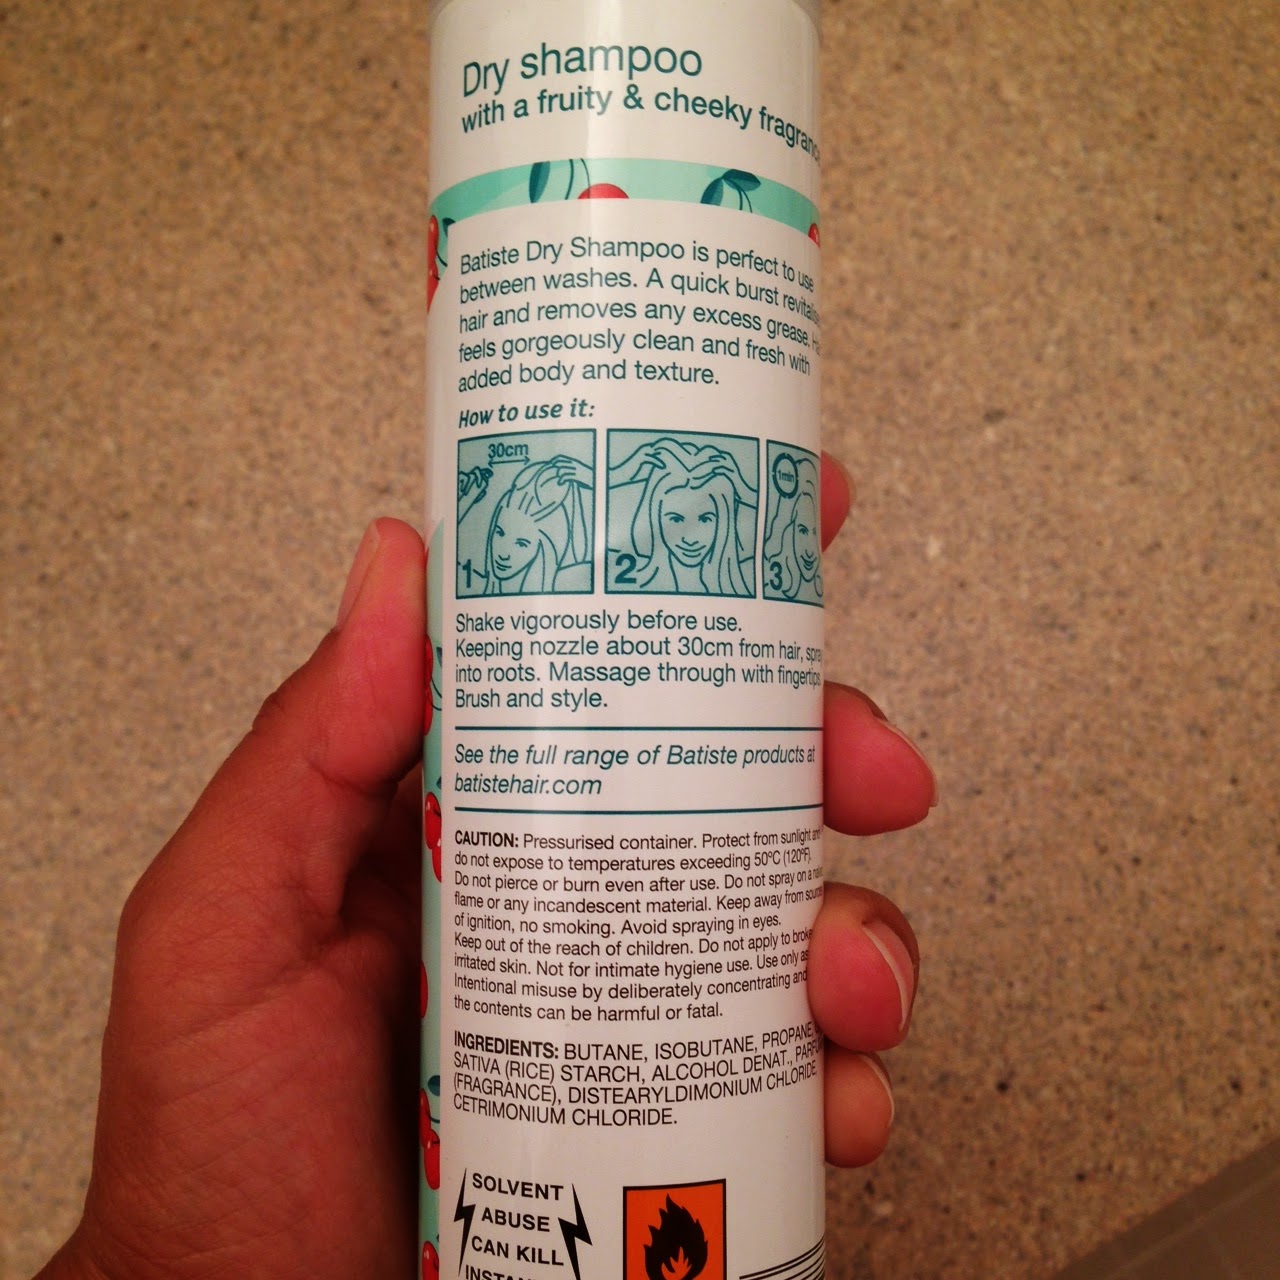 Dry shampoo
with a fruity & cheeky
Batiste Dry Shampoo is perfect to use
between washes. A quick burst
hair and removes any excess grease.
feels gorgeously clean and fresh with
added body and texture.
How to use it:
30cm
1min
1
2
3
Shake vigorously before use.
Keeping nozzle about 30cm from hair,
into roots. Massage through with fingertips
Brush and style.
See the full range of Batiste products at
batistehair.com
CAUTION: Pressurised container. Protect from sunlight and
do not expose to temperatures exceeding 50°C (120°F).
Do not pierce or burn even after use. Do not spray on a
flame or any incandescent material. Keep away from
of ignition, no smoking. Avoid spraying in eyes.
Keep out of the reach of children. Do not apply to
irritated skin. Not for intimate hygiene use. Use only as
Intentional misuse by deliberately concentrating and
the contents can be harmful or fatal.
INGREDIENTS: BUTANE, ISOBUTANE, PROPANE,
SATIVA (RICE) STARCH, ALCOHOL DENAT.,
(FRAGRANCE), DISTEARYLDIMONIUM CHLORIDE,
CETRIMONIUM CHLORIDE.
SOLVENT
ABUSE
CAN KILL